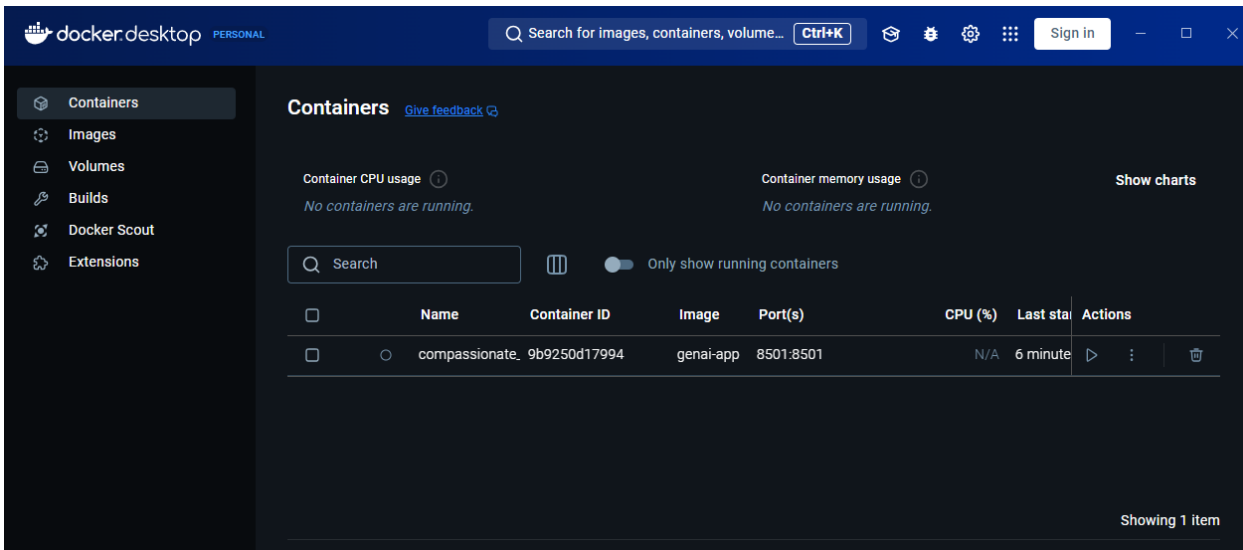 docker.desktop PERSONAL
Search for images, containers, volume... Ctrl+K
Sign in
Containers
Images
Volumes
Builds
Docker Scout
Extensions
Containers Give feedback
Container CPU usage
No containers are running.
Container memory usage
No containers are running.
Show charts
Search
Only show running containers
Name Container ID Image Port(s) CPU (%) Last sta Actions
compassionate_ 9b9250d17994 genai-app 8501:8501 N/A 6 minute
Showing 1 item